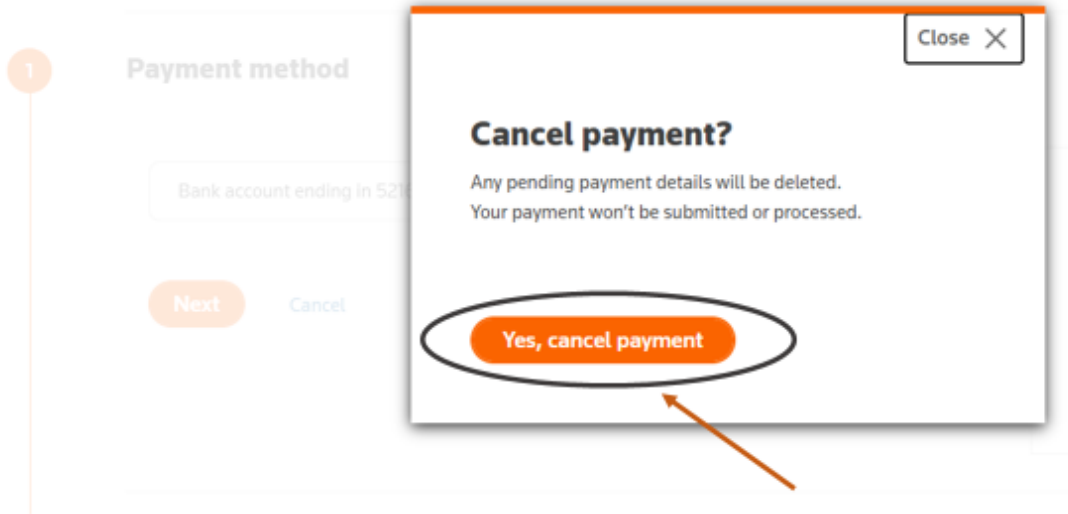 Close
1
Payment method
Cancel payment?
Any pending payment details will be deleted.
Your payment won't be submitted or processed.
Bank account ending in 5216
Next
Cancel
Yes, cancel payment